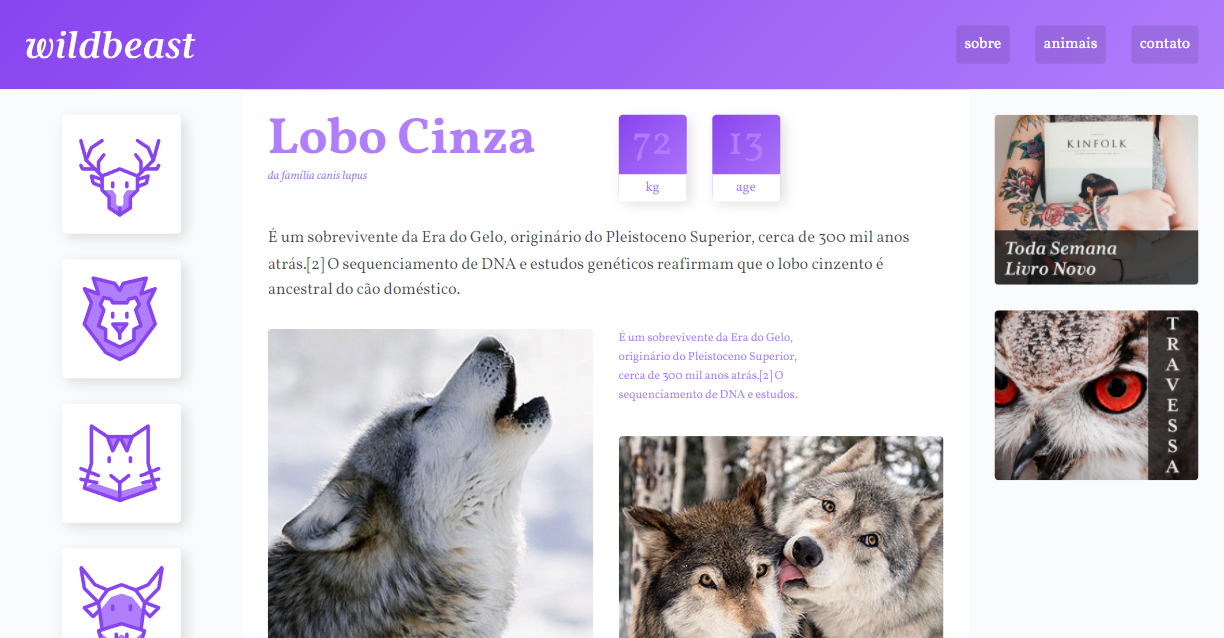 wildbeast
sobre
animais
contato
Lobo Cinza
da família canis lupus
72
kg
13
age
É um sobrevivente da Era do Gelo, originário do Pleistoceno Superior, cerca de 300 mil anos
atrás.[2] O sequenciamento de DNA e estudos genéticos reafirmam que o lobo cinzento é
ancestral do cão doméstico.
É um sobrevivente da Era do Gelo,
originário do Pleistoceno Superior,
cerca de 300 mil anos atrás.[2] O
sequenciamento de DNA e estudos.
KINFOLK
Toda Semana
Livro Novo
TRAVESSA